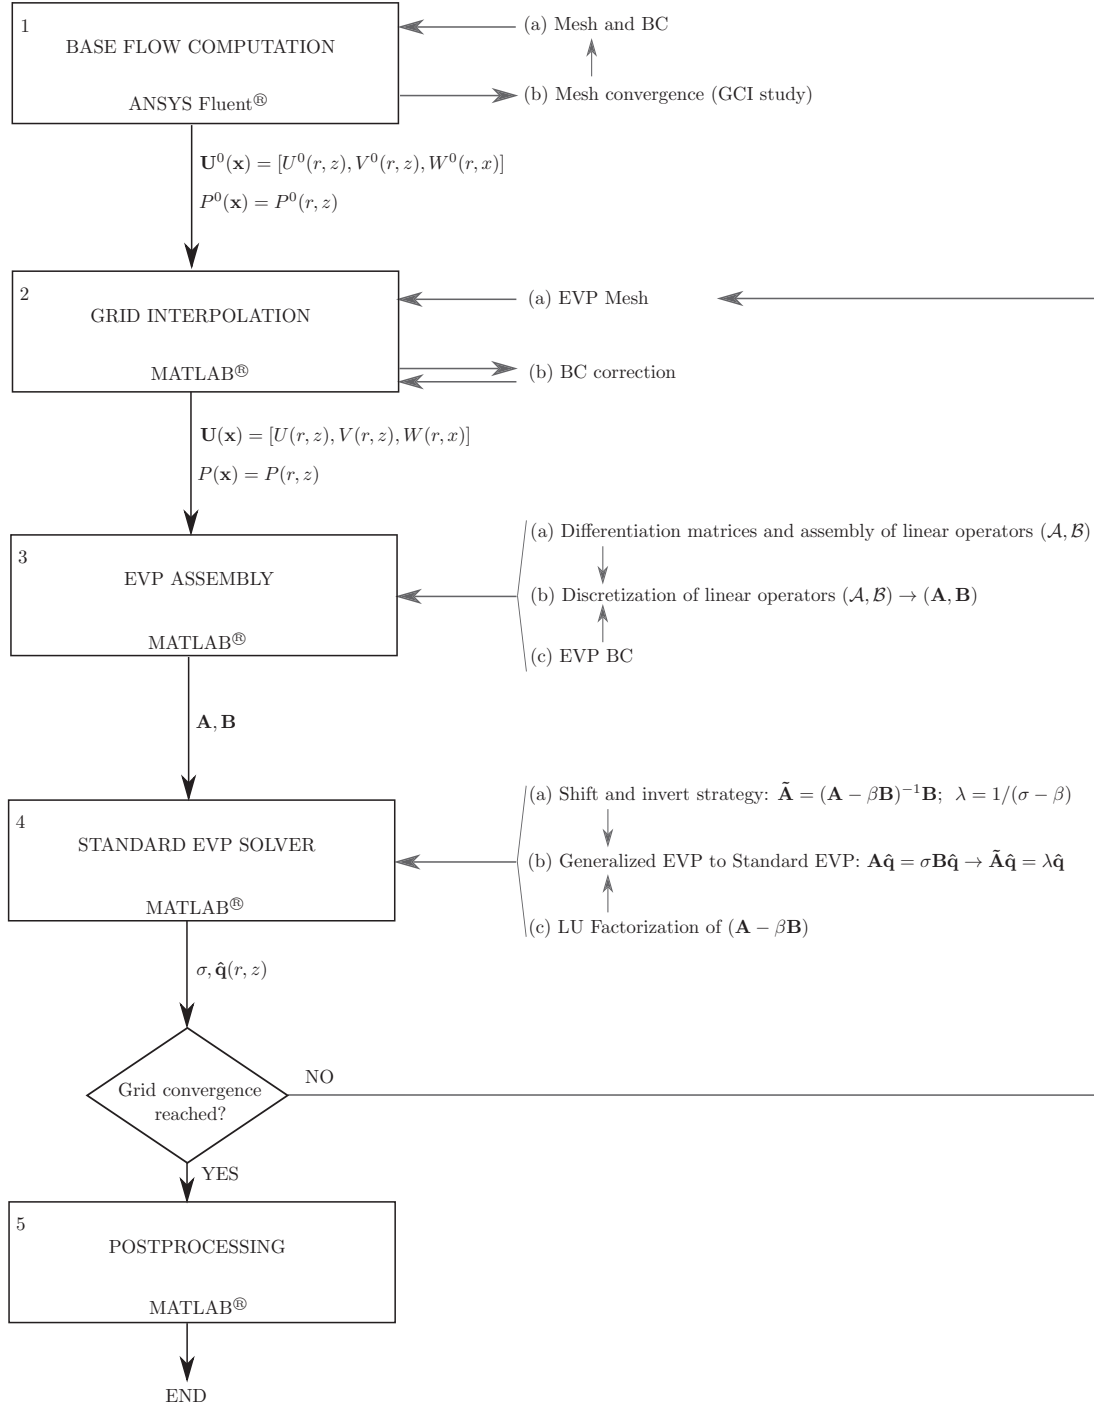 1
BASE FLOW COMPUTATION
ANSYS Fluent®
(a) Mesh and BC
(b) Mesh convergence (GCI study)
U⁰(x) = [U⁰(r, z), V⁰(r, z), W⁰(r, x)]
P⁰(x) = P⁰(r, z)
2
GRID INTERPOLATION
MATLAB®
(a) EVP Mesh
(b) BC correction
U(x) = [U(r, z), V(r, z), W(r, x)]
P(x) = P(r, z)
3
EVP ASSEMBLY
MATLAB®
(a) Differentiation matrices and assembly of linear operators (𝒜, ℬ)
(b) Discretization of linear operators (𝒜, ℬ) → (A, B)
(c) EVP BC
A, B
4
STANDARD EVP SOLVER
MATLAB®
(a) Shift and invert strategy: Ã = (A − βB)⁻¹B; λ = 1/(σ − β)
(b) Generalized EVP to Standard EVP: Aq̂ = σBq̂ → Ãq̂ = λq̂
(c) LU Factorization of (A − βB)
σ, q̂(r, z)
Grid convergence
reached?
NO
YES
5
POSTPROCESSING
MATLAB®
END